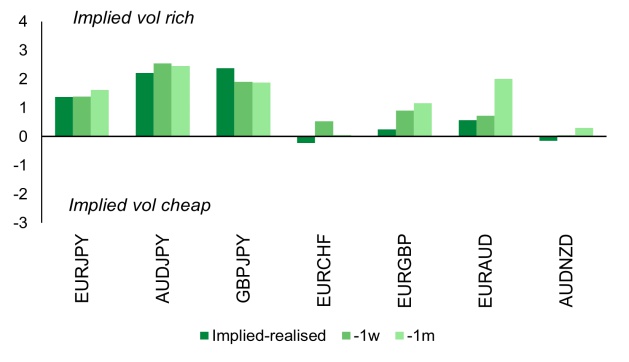 Implied vol rich
4
3
2
1
0
-1
-2
-3
Implied vol cheap
EURJPY
AUDJPY
GBPJPY
EURCHF
EURGBP
EURAUD
AUDNZD
Implied-realised -1w -1m